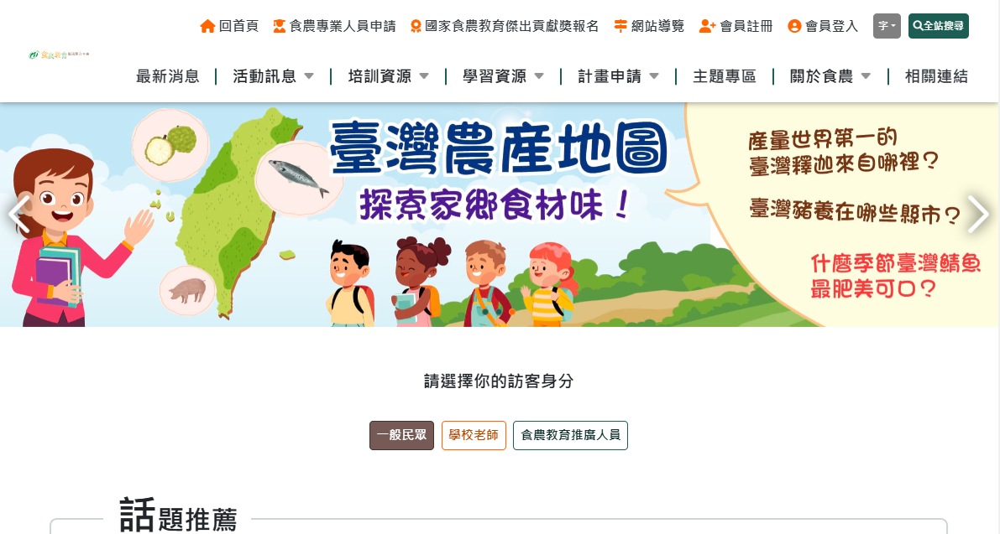 回首頁 食農專業人員申請 國家食農教育傑出貢獻獎報名 網站導覽 會員註冊 會員登入 字 全站搜尋
食農教育
最新消息 活動訊息 培訓資源 學習資源 計畫申請 主題專區 關於食農 相關連結
臺灣農產地圖
探索家鄉食材味！
產量世界第一的
臺灣釋迦來自哪裡？
臺灣豬養在哪些縣市？
什麼季節臺灣鯖魚
最肥美可口？
請選擇你的訪客身分
一般民眾 學校老師 食農教育推廣人員
話題推薦